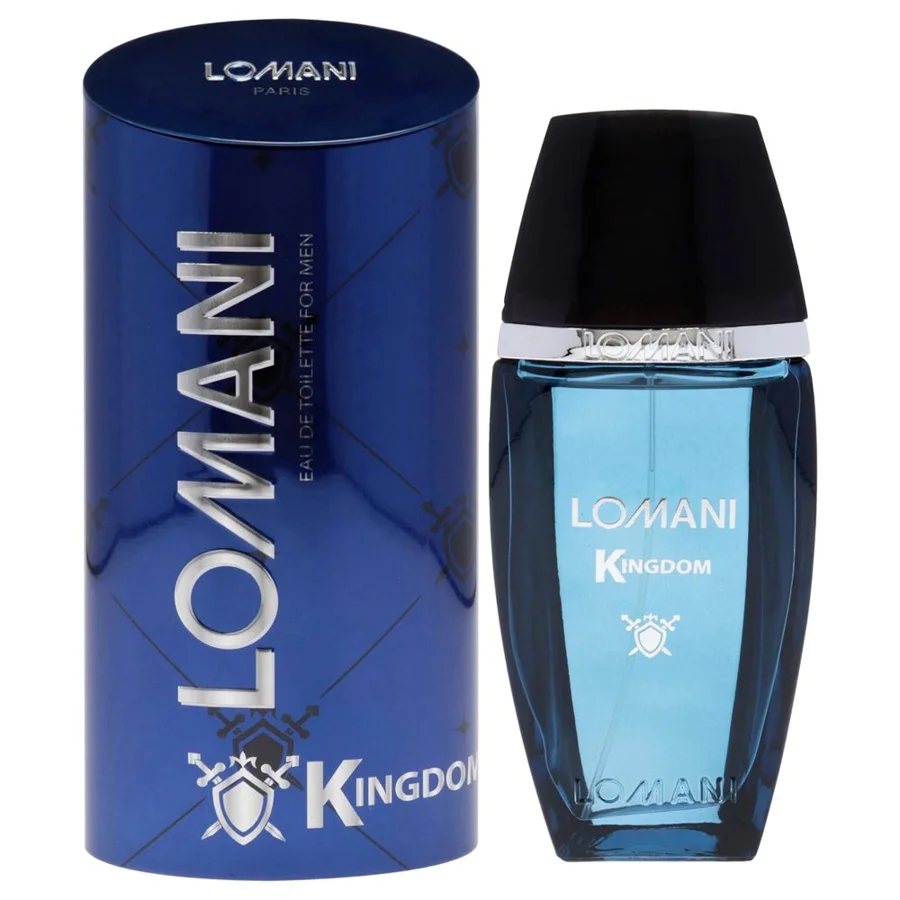 LOMANI
PARIS
LOMANI
EAU DE TOILETTE FOR MEN
KINGDOM
LOMANI
LOMANI
KINGDOM
LOMANI